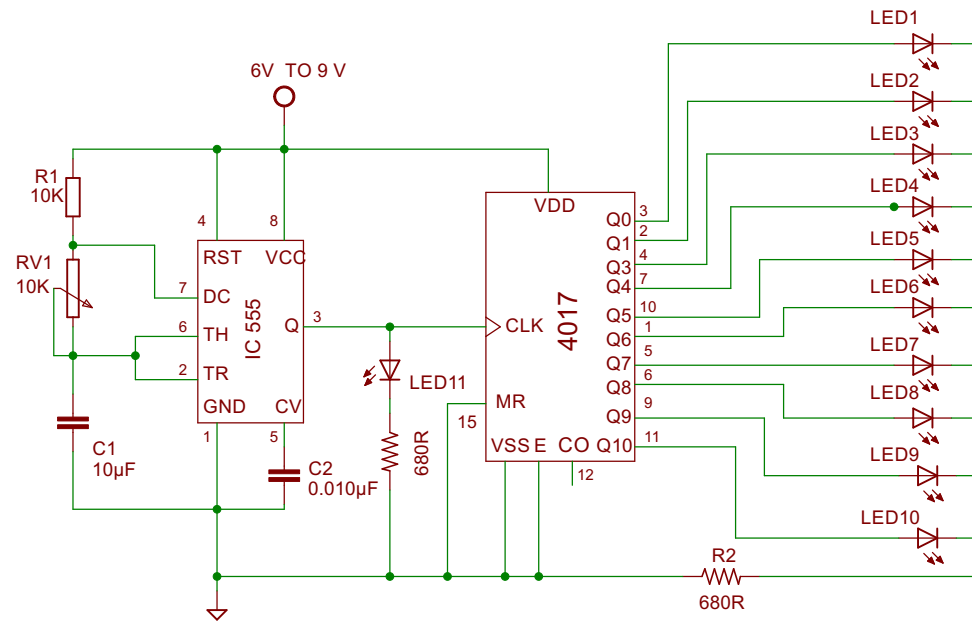 LED1
6V TO 9 V
LED2
LED3
R1
10K
LED4
4
8
VDD
Q0
3
Q1
2
RV1
10K
RST
VCC
LED5
Q3
4
Q4
7
7
DC
LED6
Q5
10
6
TH
Q
3
CLK
Q6
1
IC 555
4017
LED7
Q7
5
2
TR
LED11
Q8
6
LED8
GND
CV
MR
15
Q9
9
1
5
VSS
E
CO
Q10
11
C1
10µF
680R
LED9
C2
0.010µF
12
LED10
R2
680R